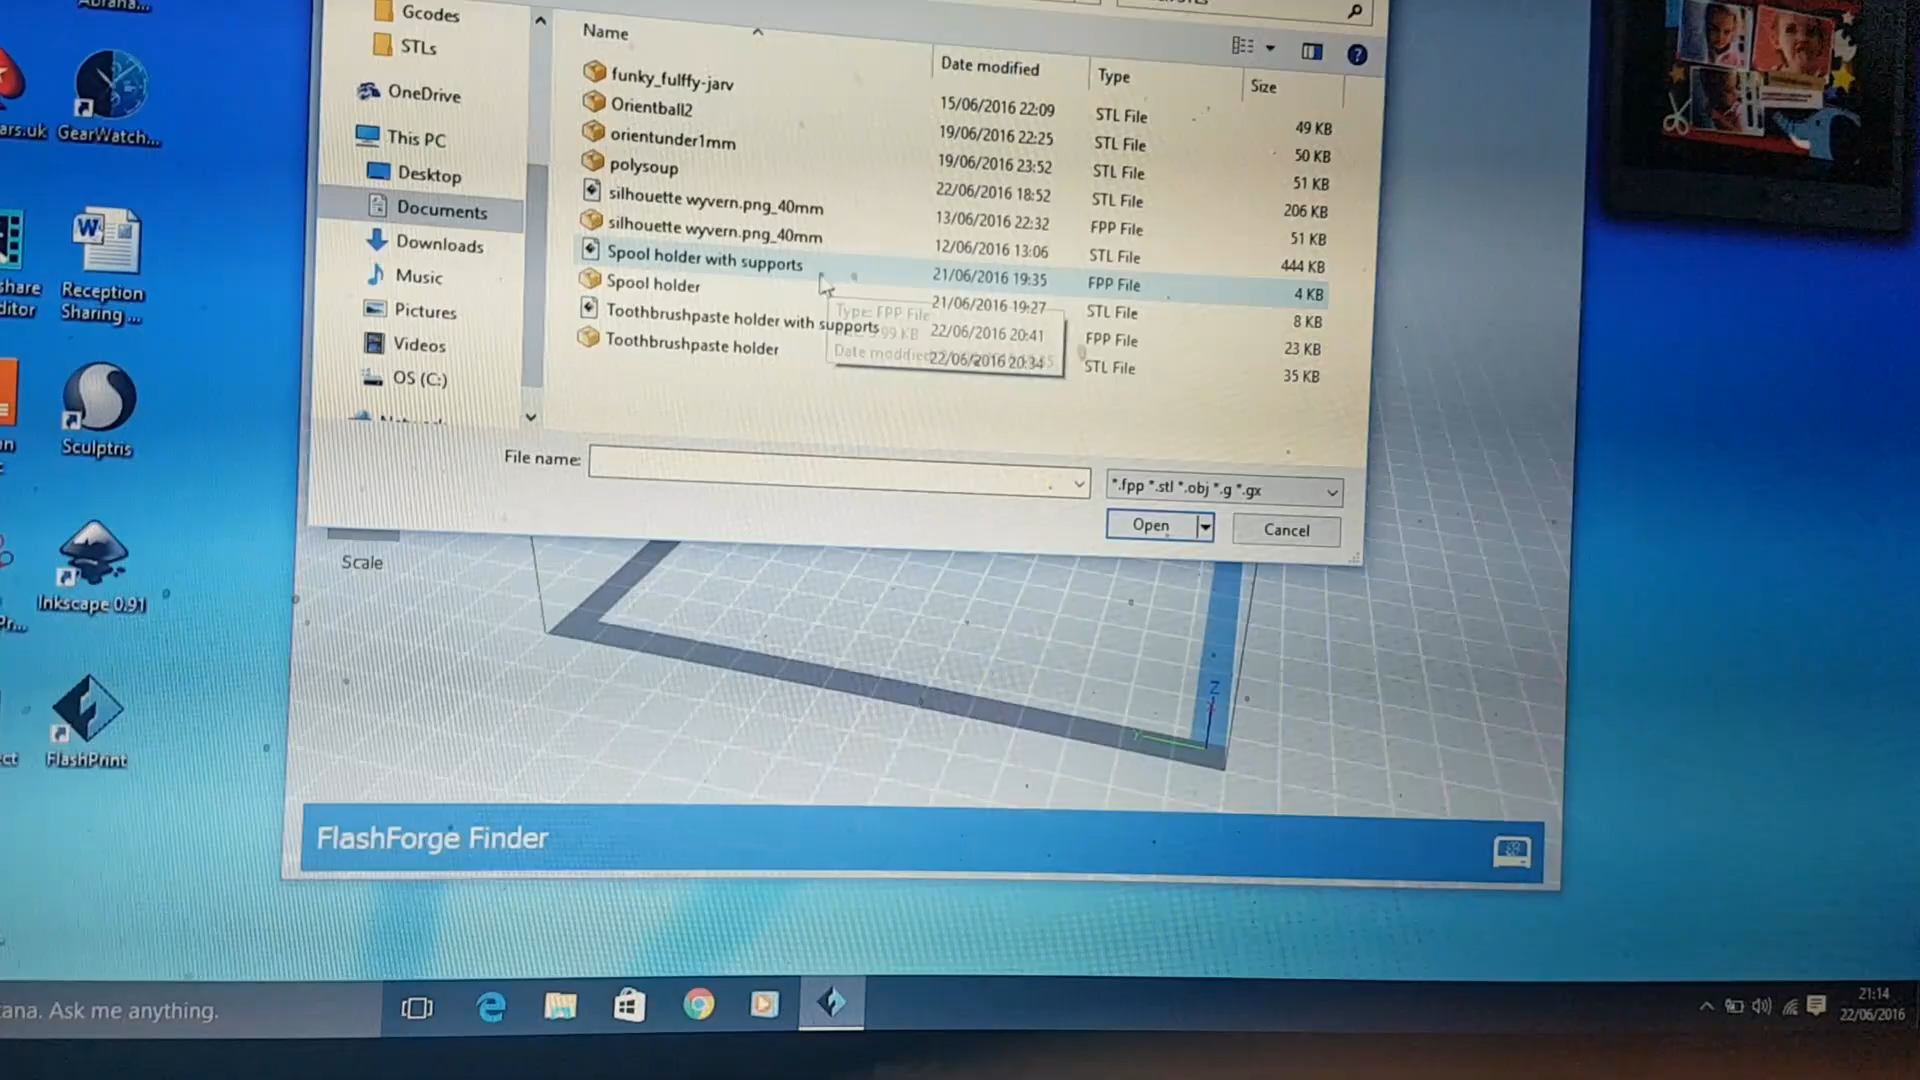 Gcodes
STLs
OneDrive
This PC
Desktop
Documents
Downloads
Music
Pictures
Videos
OS (C:)
Name
Date modified
Type
Size
funky_fulffy-jarv
15/06/2016 22:09
STL File
49 KB
Orientball2
19/06/2016 22:25
STL File
50 KB
orientunder1mm
19/06/2016 23:52
STL File
51 KB
polysoup
22/06/2016 18:52
STL File
206 KB
silhouette wyvern.png_40mm
13/06/2016 22:32
FPP File
51 KB
silhouette wyvern.png_40mm
12/06/2016 13:06
STL File
444 KB
Spool holder with supports
21/06/2016 19:35
FPP File
4 KB
Spool holder
21/06/2016 19:27
STL File
8 KB
Toothbrushpaste holder with supports
22/06/2016 20:41
FPP File
23 KB
Toothbrushpaste holder
22/06/2016 20:34
STL File
35 KB
Type: FPP File
Date modified
File name:
*.fpp *.stl *.obj *.g *.gx
Open
Cancel
Scale
Z
Y
FlashForge Finder
ars.uk
GearWatch...
Reception
Sharing ...
Sculptris
Inkscape 0.91
FlashPrint
ana. Ask me anything.
21:14
22/06/2016